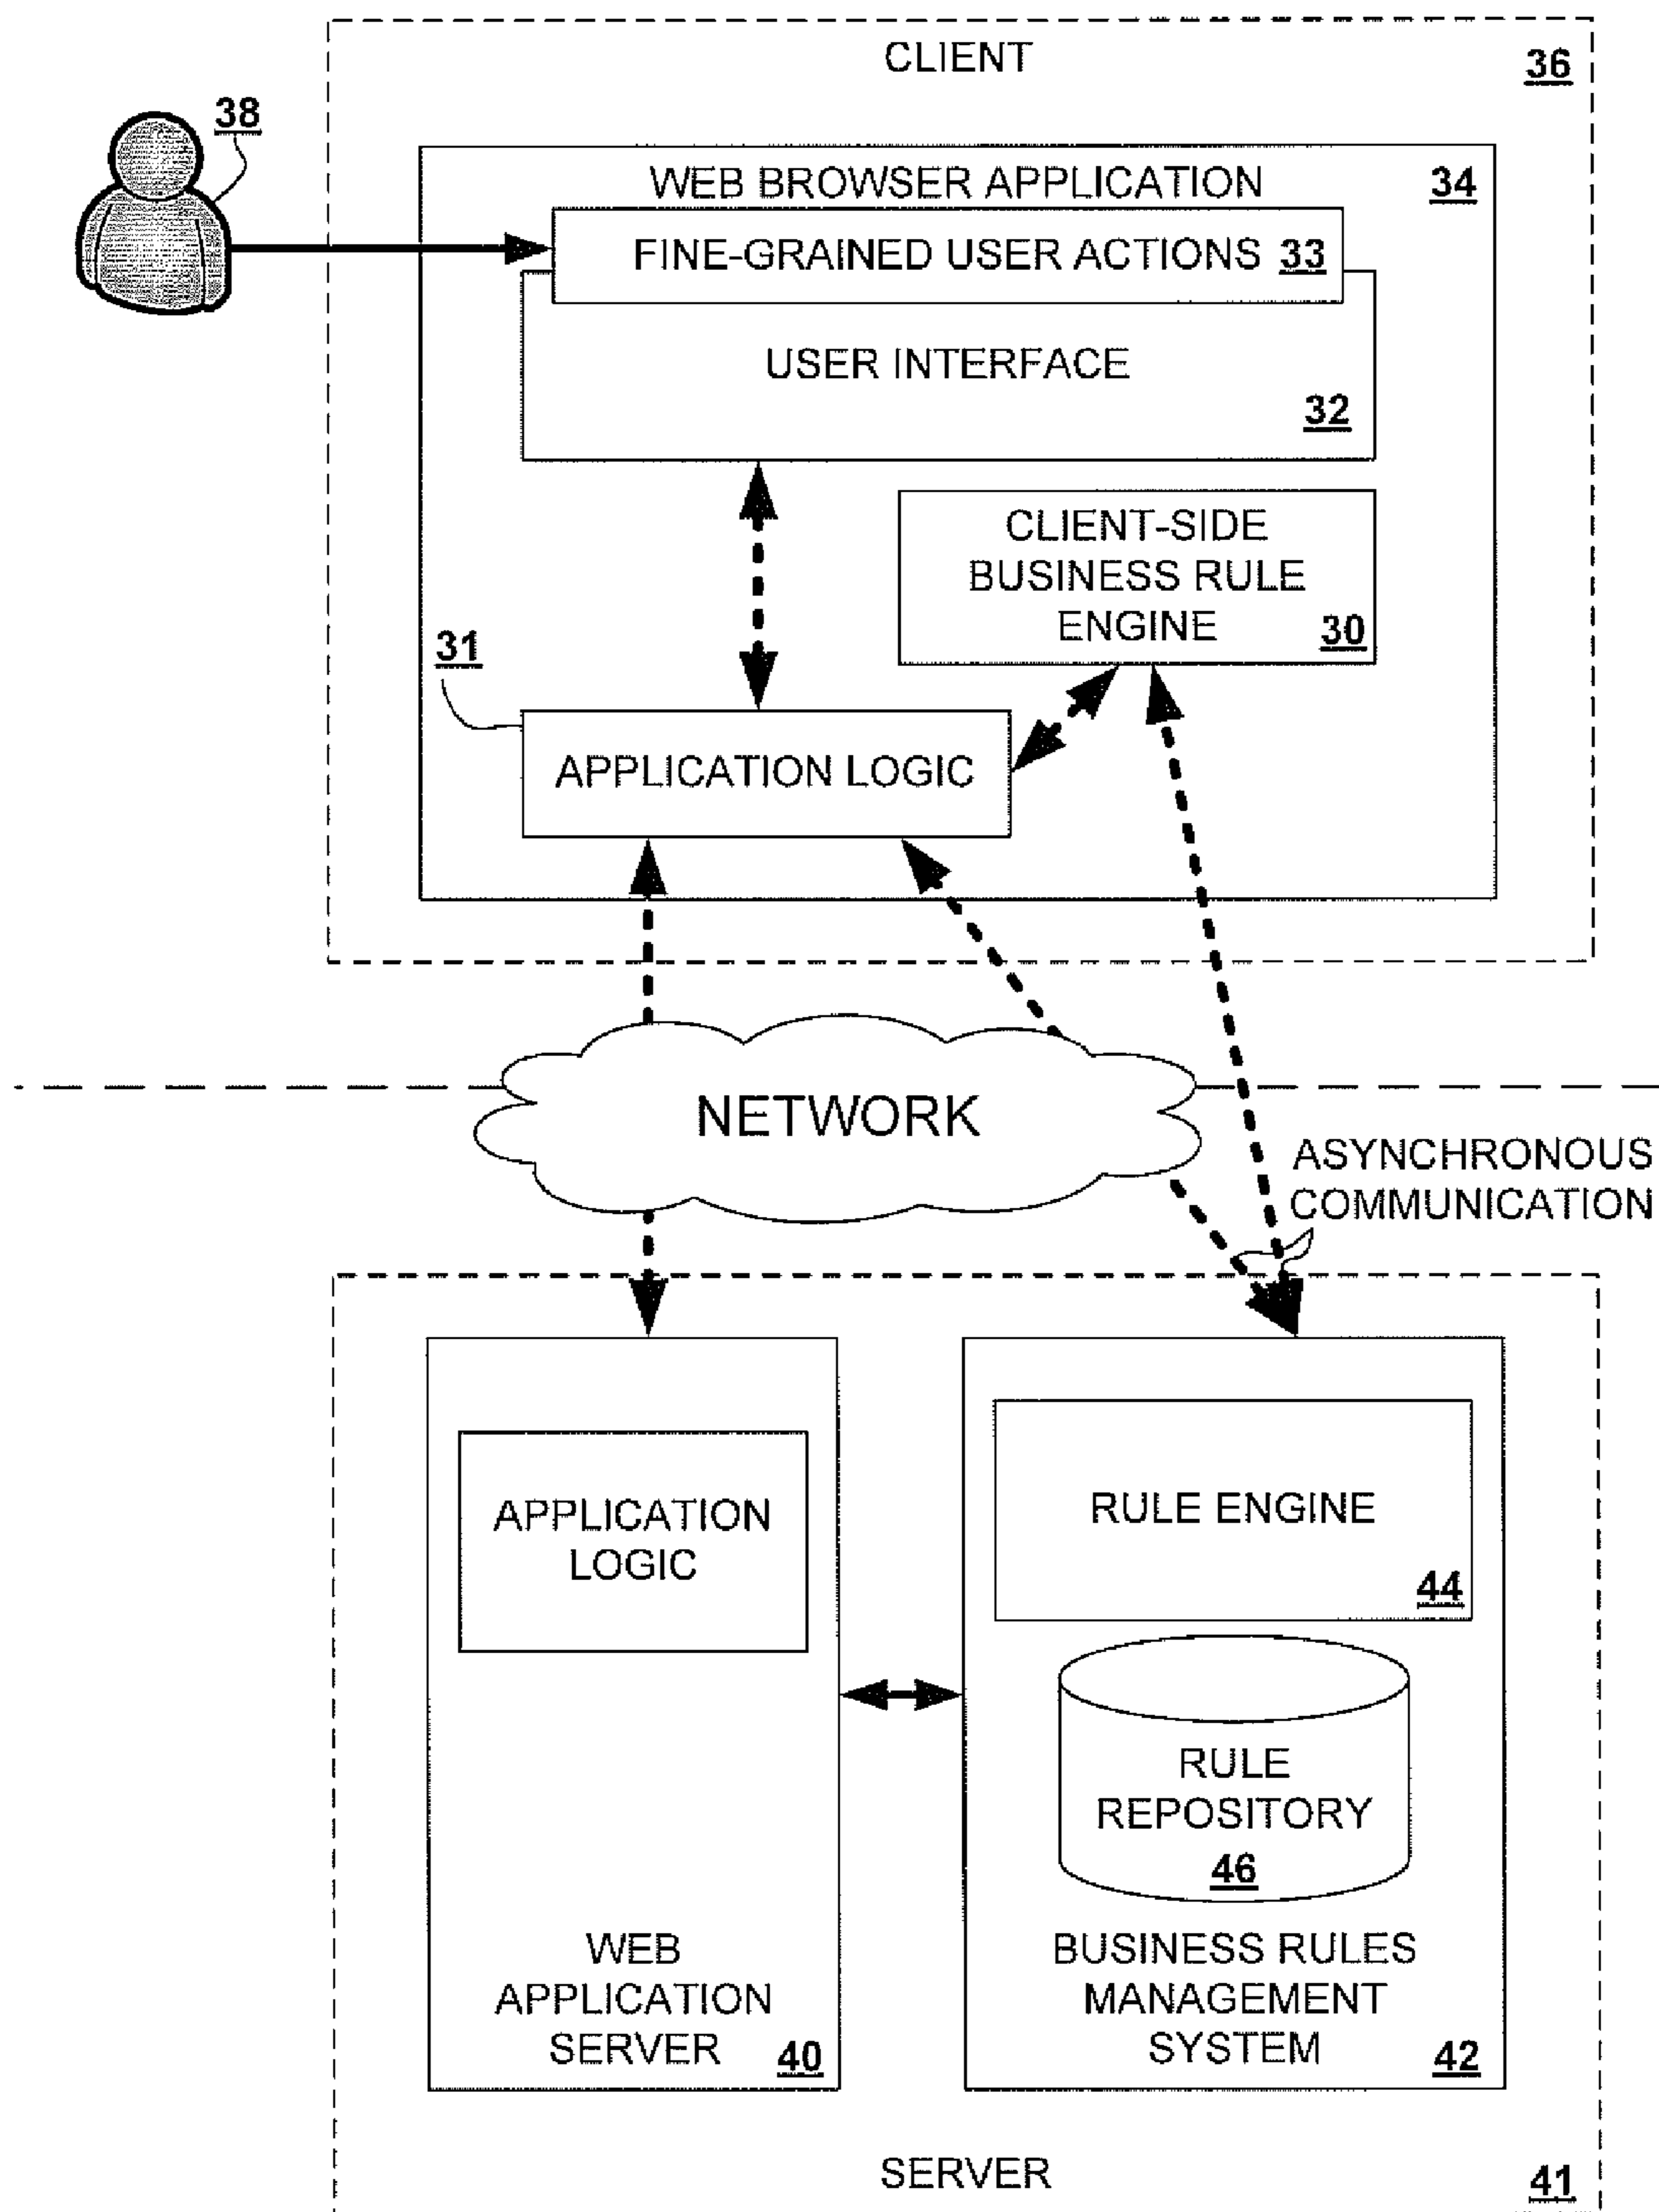 CLIENT
36
38
WEB BROWSER APPLICATION
34
FINE-GRAINED USER ACTIONS 33
USER INTERFACE
32
CLIENT-SIDE
BUSINESS RULE
ENGINE
30
31
APPLICATION LOGIC
NETWORK
ASYNCHRONOUS
COMMUNICATION
APPLICATION
LOGIC
WEB
APPLICATION
SERVER
40
RULE ENGINE
44
RULE
REPOSITORY
46
BUSINESS RULES
MANAGEMENT
SYSTEM
42
SERVER
41